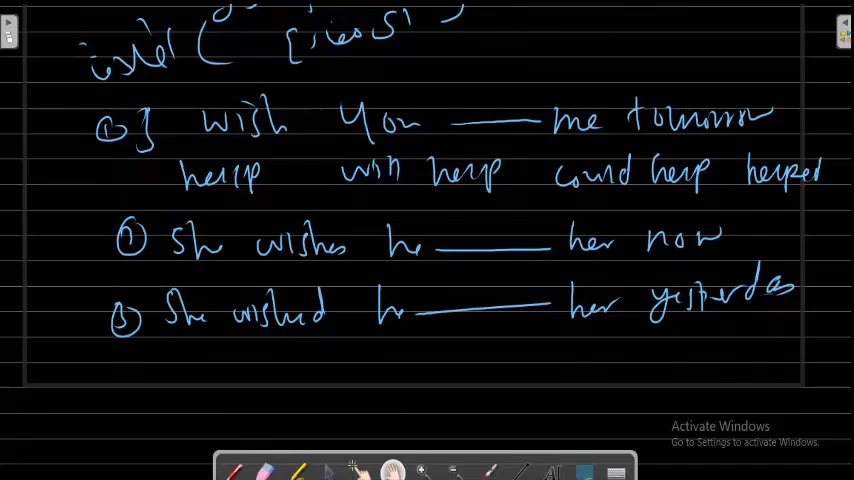 ① I wish you ——— me tomorrow
help will help could help helped
① She wishes he ——— her now
③ She wished he ——— her yesterday
Activate Windows
Go to Settings to activate Windows.
AI